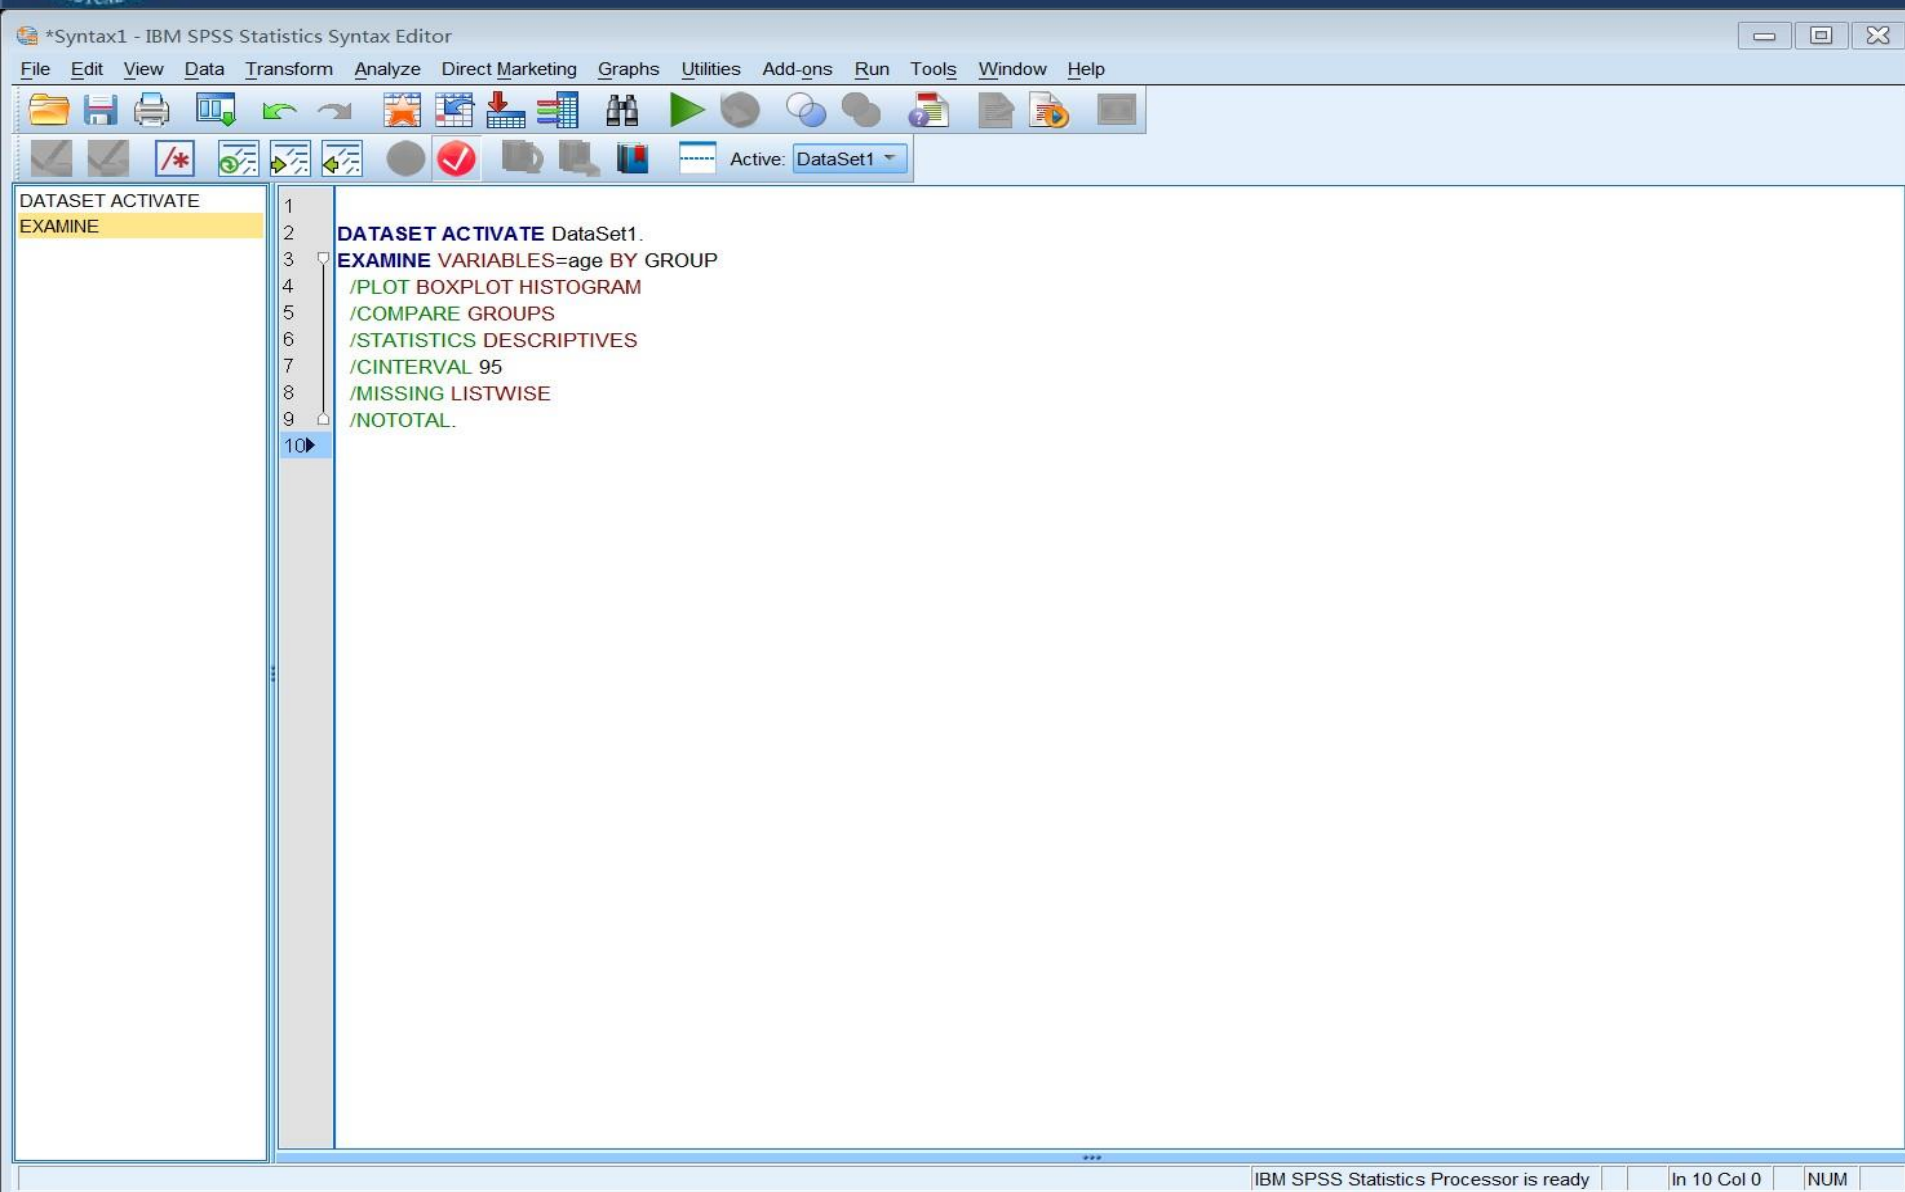 *Syntax1 - IBM SPSS Statistics Syntax Editor
File Edit View Data Transform Analyze Direct Marketing Graphs Utilities Add-ons Run Tools Window Help
Active: DataSet1
DATASET ACTIVATE
EXAMINE
1
2 DATASET ACTIVATE DataSet1.
3 EXAMINE VARIABLES=age BY GROUP
4 /PLOT BOXPLOT HISTOGRAM
5 /COMPARE GROUPS
6 /STATISTICS DESCRIPTIVES
7 /CINTERVAL 95
8 /MISSING LISTWISE
9 /NOTOTAL.
10
IBM SPSS Statistics Processor is ready In 10 Col 0 NUM